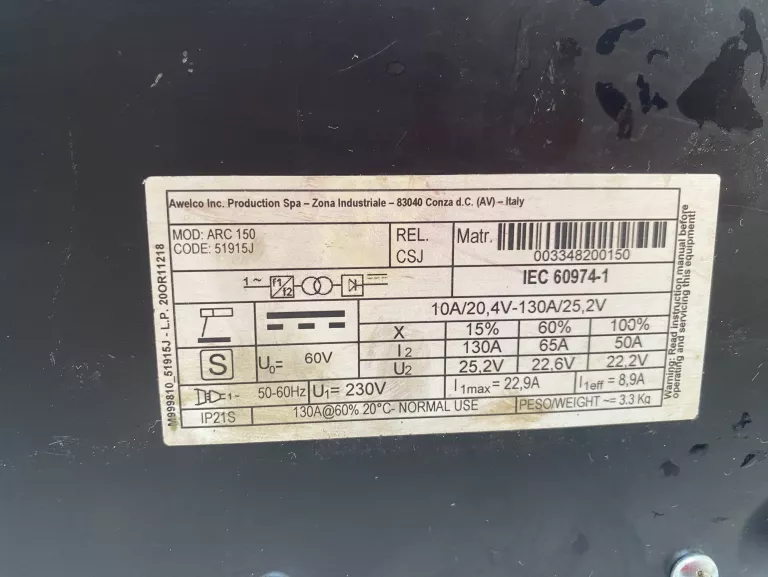 Awelco Inc. Production Spa – Zona Industriale – 83040 Conza d.C. (AV) – Italy
MOD: ARC 150
CODE: 51915J
REL.
CSJ
Matr.
003348200150
1~ f1/f2
IEC 60974-1
10A/20,4V-130A/25,2V
X 15% 60% 100%
I2 130A 65A 50A
U2 25,2V 22,6V 22,2V
S
U0= 60V
1~ 50-60Hz
U1= 230V
I1max= 22,9A
I1eff= 8,9A
IP21S
130A@60% 20°C- NORMAL USE
PESO/WEIGHT ~= 3.3 Kg
M999810_51915J - L.P. 20OR11218
Warning: Read instruction manual before
operating and servicing this equipment!